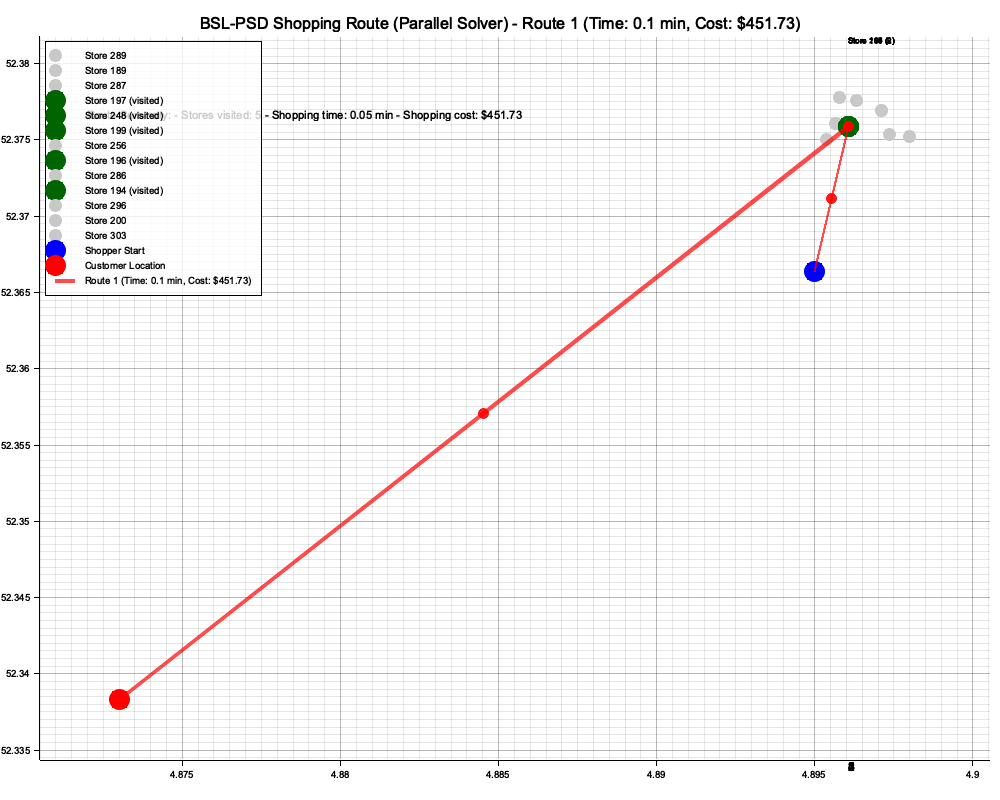 BSL-PSD Shopping Route (Parallel Solver) - Route 1 (Time: 0.1 min, Cost: $451.73)
52.38
52.375
52.37
52.365
52.36
52.355
52.35
52.345
52.34
52.335
Store 289
Store 189
Store 287
Store 197 (visited)
Store 248 (visited)
Store 199 (visited)
Store 256
Store 196 (visited)
Store 286
Store 194 (visited)
Store 296
Store 200
Store 303
Shopper Start
Customer Location
Route 1 (Time: 0.1 min, Cost: $451.73)
- Stores visited: 5 - Shopping time: 0.05 min - Shopping cost: $451.73
Store
4.875
4.88
4.885
4.89
4.895
4.9